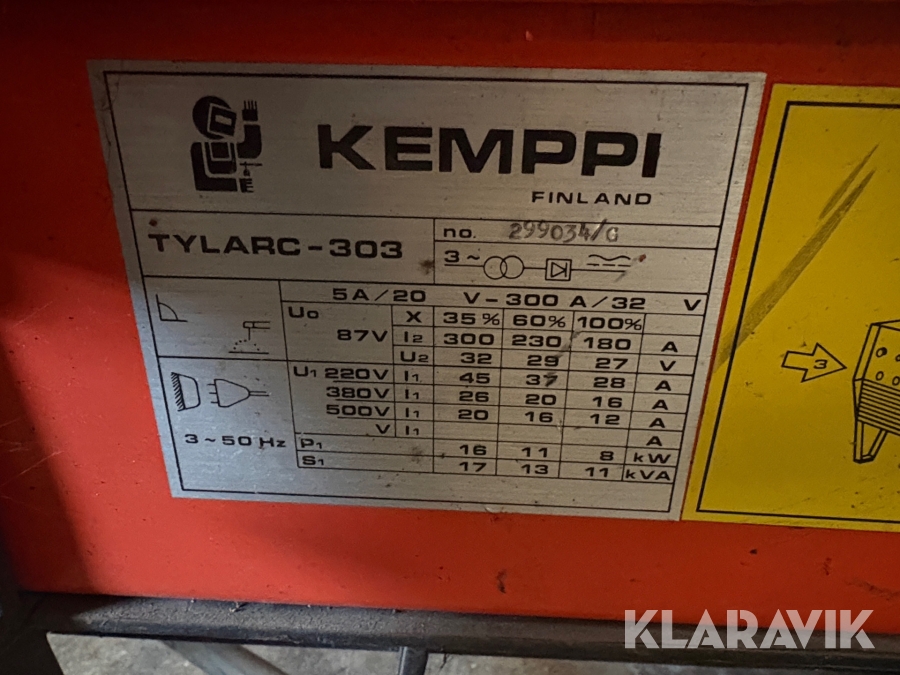 KEMPPI
FINLAND
TYLARC-303
no. 299034/G
3~
5A/20 V-300 A/32 V
U0 X 35% 60% 100%
87V I2 300 230 180 A
U2 32 29 27 V
U1 220V I1 45 37 28 A
380V I1 26 20 16 A
500V I1 20 16 12 A
V I1 A
3~50 Hz P1 16 11 8 kW
S1 17 13 11 kVA
3
KLARAVIK